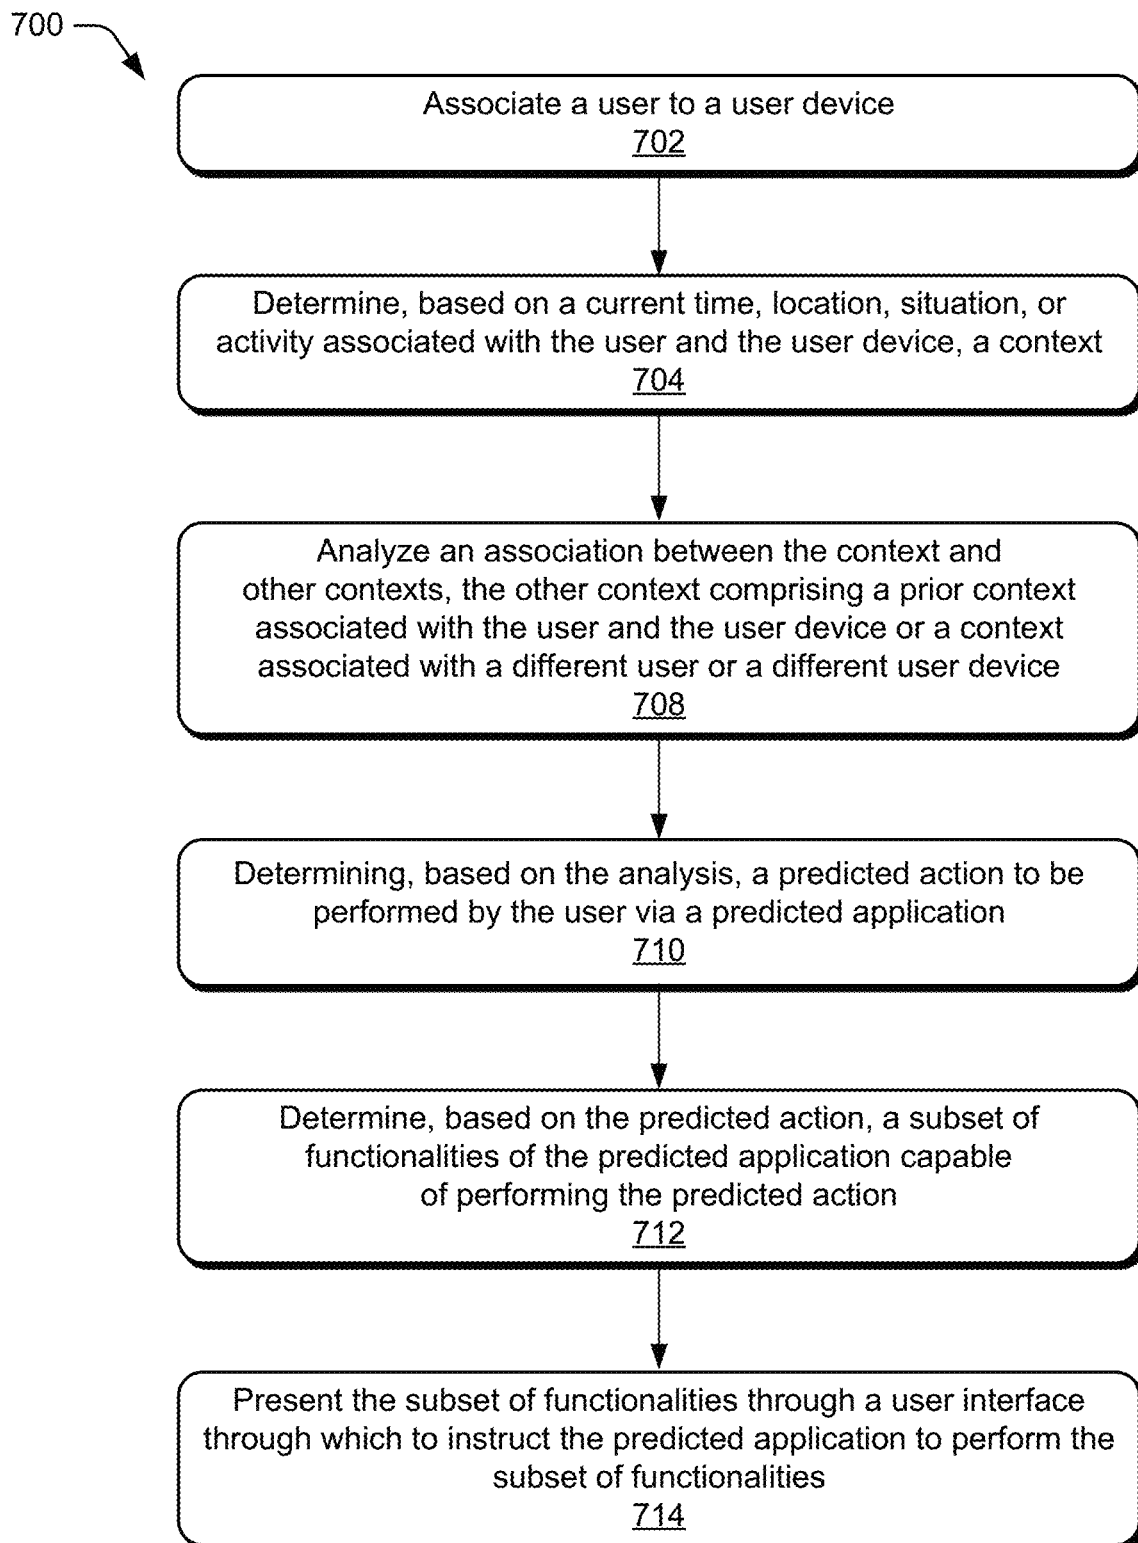 700
Associate a user to a user device
702
Determine, based on a current time, location, situation, or
activity associated with the user and the user device, a context
704
Analyze an association between the context and
other contexts, the other context comprising a prior context
associated with the user and the user device or a context
associated with a different user or a different user device
708
Determining, based on the analysis, a predicted action to be
performed by the user via a predicted application
710
Determine, based on the predicted action, a subset of
functionalities of the predicted application capable
of performing the predicted action
712
Present the subset of functionalities through a user interface
through which to instruct the predicted application to perform the
subset of functionalities
714